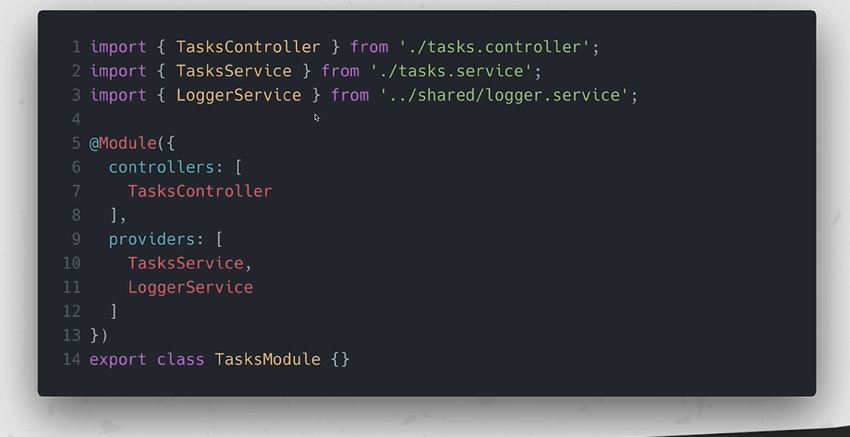 1 import { TasksController } from './tasks.controller';
2 import { TasksService } from './tasks.service';
3 import { LoggerService } from '../shared/logger.service';
4
5 @Module({
6   controllers: [
7     TasksController
8   ],
9   providers: [
10     TasksService,
11     LoggerService
12   ]
13 })
14 export class TasksModule {}